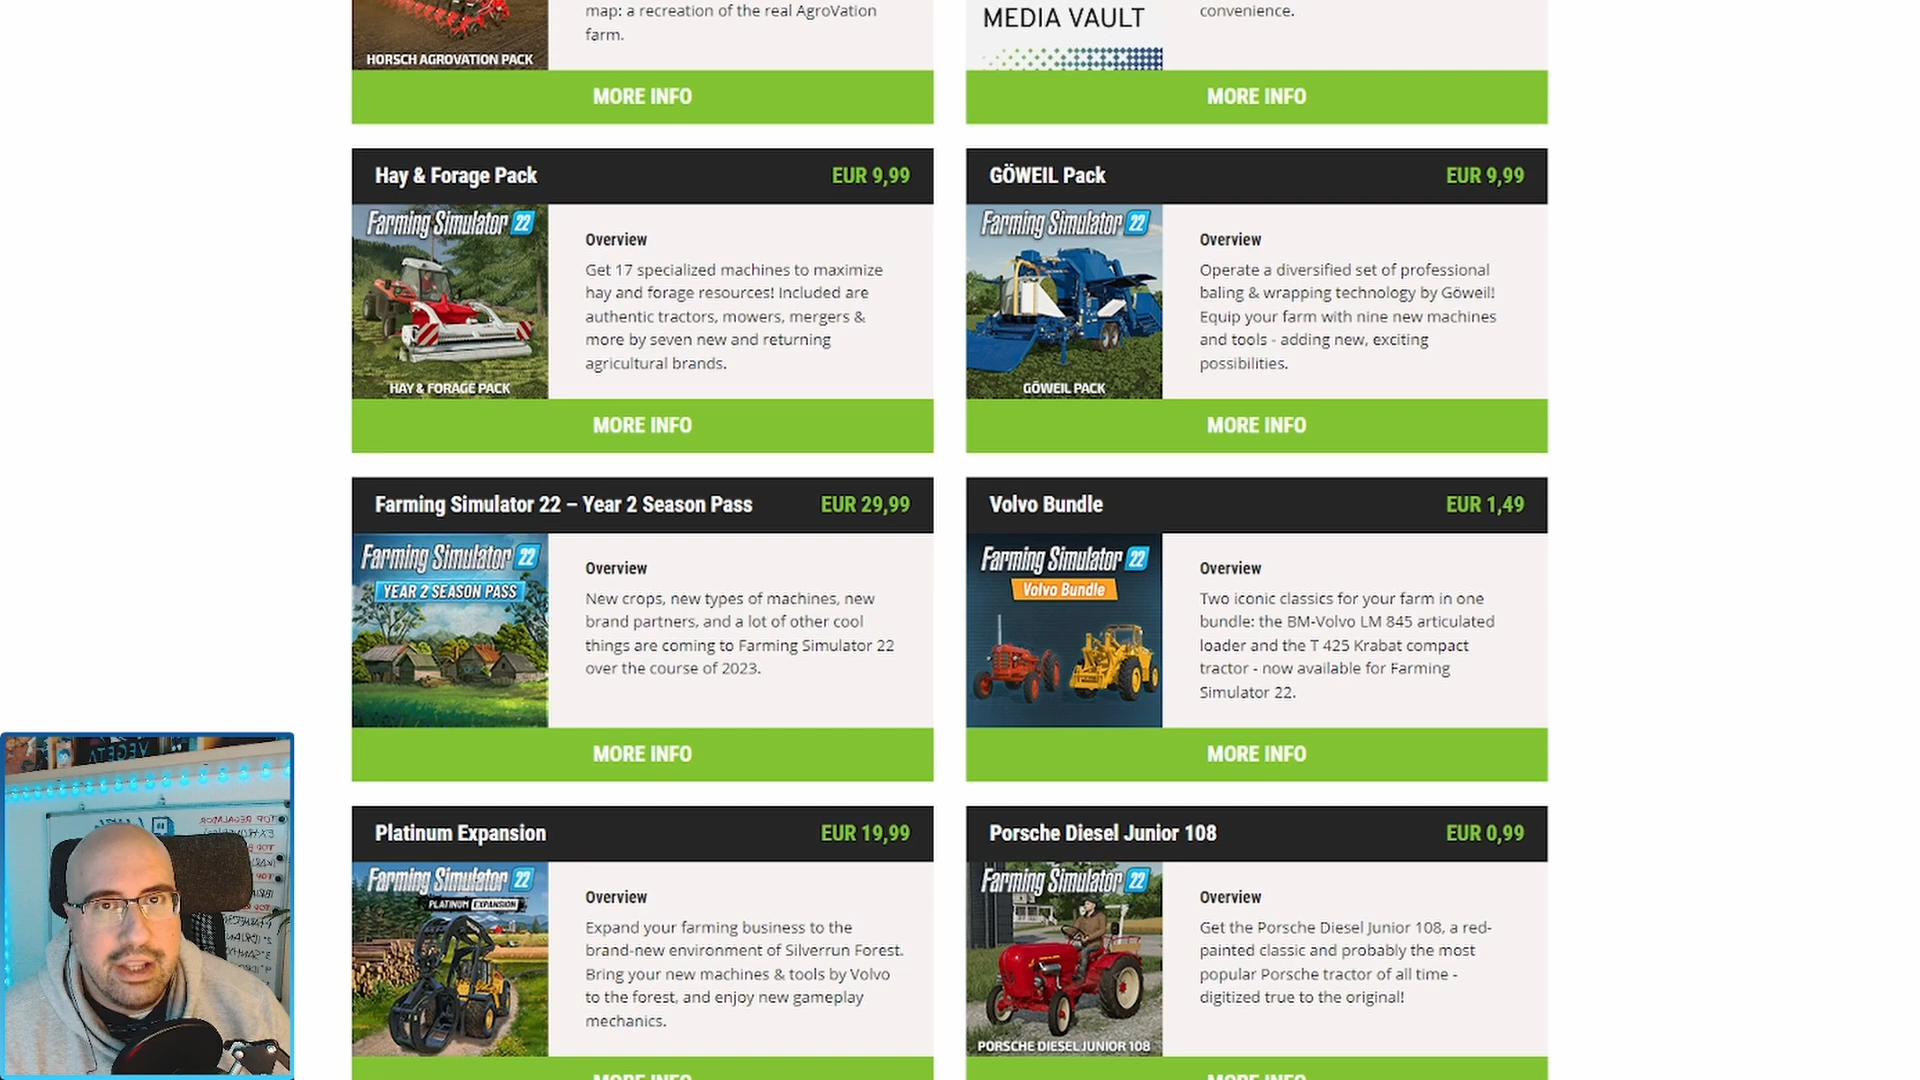 map: a recreation of the real AgroVation
farm.
HORSCH AGROVATION PACK
MORE INFO
convenience.
MEDIA VAULT
MORE INFO
Hay & Forage Pack
EUR 9,99
Farming Simulator 22
HAY & FORAGE PACK
Overview
Get 17 specialized machines to maximize
hay and forage resources! Included are
authentic tractors, mowers, mergers &
more by seven new and returning
agricultural brands.
MORE INFO
GÖWEIL Pack
EUR 9,99
Farming Simulator 22
GÖWEIL PACK
Overview
Operate a diversified set of professional
baling & wrapping technology by Göweil!
Equip your farm with nine new machines
and tools - adding new, exciting
possibilities.
MORE INFO
Farming Simulator 22 – Year 2 Season Pass
EUR 29,99
Farming Simulator 22
YEAR 2 SEASON PASS
Overview
New crops, new types of machines, new
brand partners, and a lot of other cool
things are coming to Farming Simulator 22
over the course of 2023.
MORE INFO
Volvo Bundle
EUR 1,49
Farming Simulator 22
Volvo Bundle
Overview
Two iconic classics for your farm in one
bundle: the BM-Volvo LM 845 articulated
loader and the T 425 Krabat compact
tractor - now available for Farming
Simulator 22.
MORE INFO
Platinum Expansion
EUR 19,99
Farming Simulator 22
PLATINUM EXPANSION
Overview
Expand your farming business to the
brand-new environment of Silverrun Forest.
Bring your new machines & tools by Volvo
to the forest, and enjoy new gameplay
mechanics.
MORE INFO
Porsche Diesel Junior 108
EUR 0,99
Farming Simulator 22
PORSCHE DIESEL JUNIOR 108
Overview
Get the Porsche Diesel Junior 108, a red-
painted classic and probably the most
popular Porsche tractor of all time -
digitized true to the original!
MORE INFO
VEGETA
TOP REGALADOR